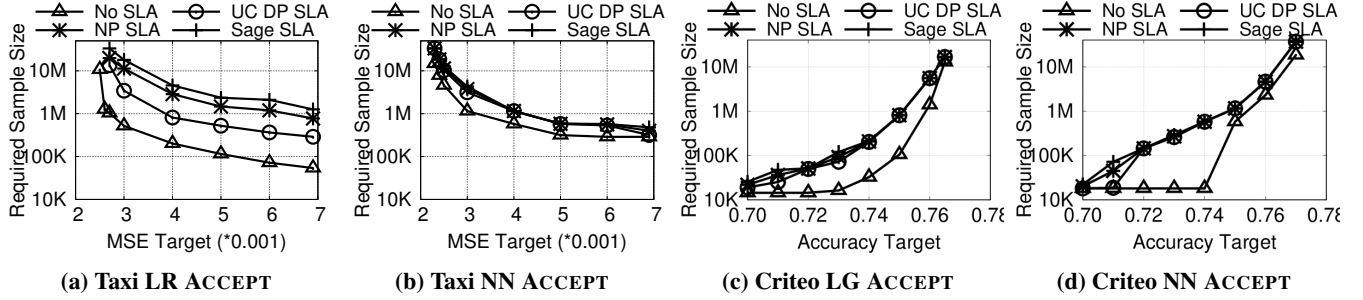 No SLA UC DP SLA
NP SLA Sage SLA
Required Sample Size
10M
1M
100K
10K
2 3 4 5 6 7
MSE Target (*0.001)
(a) Taxi LR ACCEPT
No SLA UC DP SLA
NP SLA Sage SLA
Required Sample Size
10M
1M
100K
10K
2 3 4 5 6 7
MSE Target (*0.001)
(b) Taxi NN ACCEPT
No SLA UC DP SLA
NP SLA Sage SLA
Required Sample Size
10M
1M
100K
10K
0.70 0.72 0.74 0.76 0.78
Accuracy Target
(c) Criteo LG ACCEPT
No SLA UC DP SLA
NP SLA Sage SLA
Required Sample Size
10M
1M
100K
10K
0.70 0.72 0.74 0.76 0.78
Accuracy Target
(d) Criteo NN ACCEPT